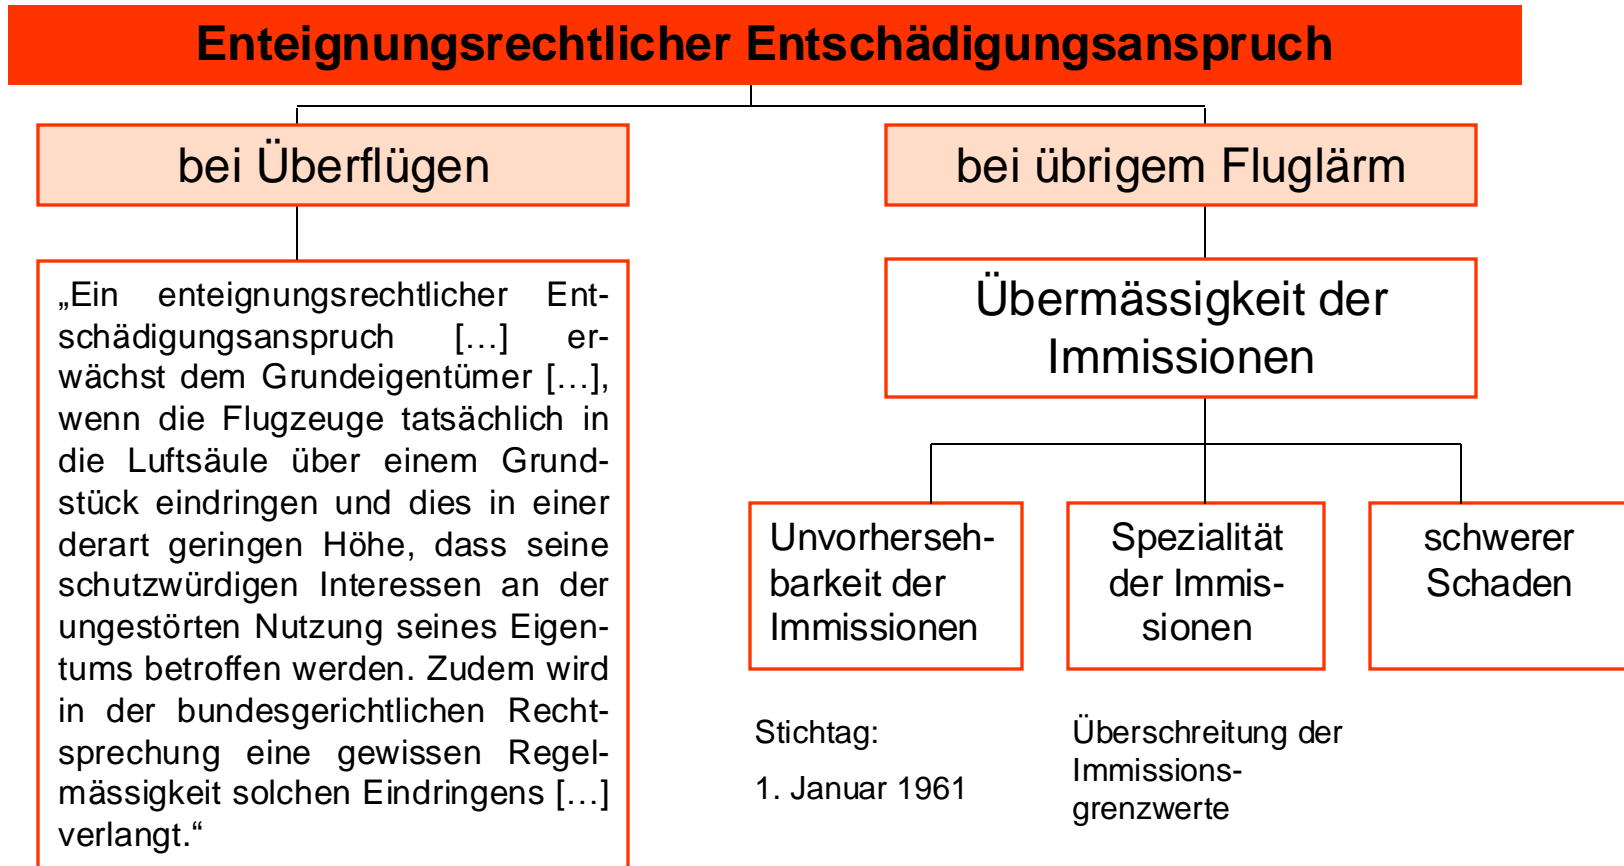 Enteignungsrechtlicher Entschädigungsanspruch
bei Überflügen
„Ein enteignungsrechtlicher Ent-
schädigungsanspruch […] er-
wächst dem Grundeigentümer […],
wenn die Flugzeuge tatsächlich in
die Luftsäule über einem Grund-
stück eindringen und dies in einer
derart geringen Höhe, dass seine
schutzwürdigen Interessen an der
ungestörten Nutzung seines Eigen-
tums betroffen werden. Zudem wird
in der bundesgerichtlichen Recht-
sprechung eine gewissen Regel-
mässigkeit solchen Eindringens […]
verlangt.“
bei übrigem Fluglärm
Übermässigkeit der
Immissionen
Unvorherseh-
barkeit der
Immissionen
Spezialität
der Immis-
sionen
schwerer
Schaden
Stichtag:
1. Januar 1961
Überschreitung der
Immissions-
grenzwerte